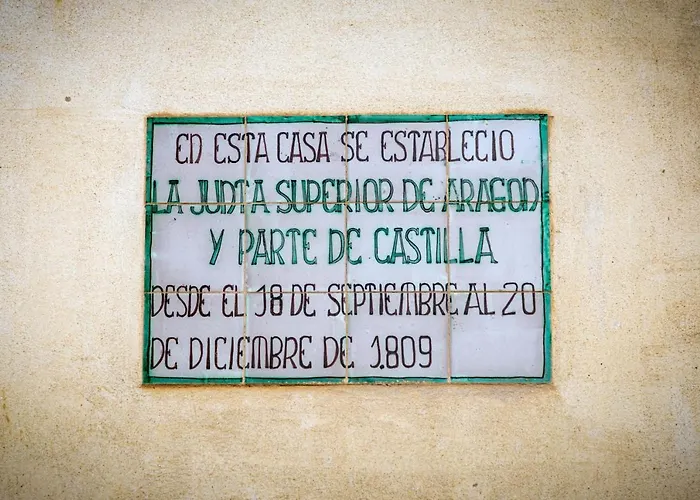 EN ESTA CASA SE ESTABLECIO
LA JUNTA SUPERIOR DE ARAGON
Y PARTE DE CASTILLA
DESDE EL 18 DE SEPTIEMBRE AL 20
DE DICIEMBRE DE 1.809